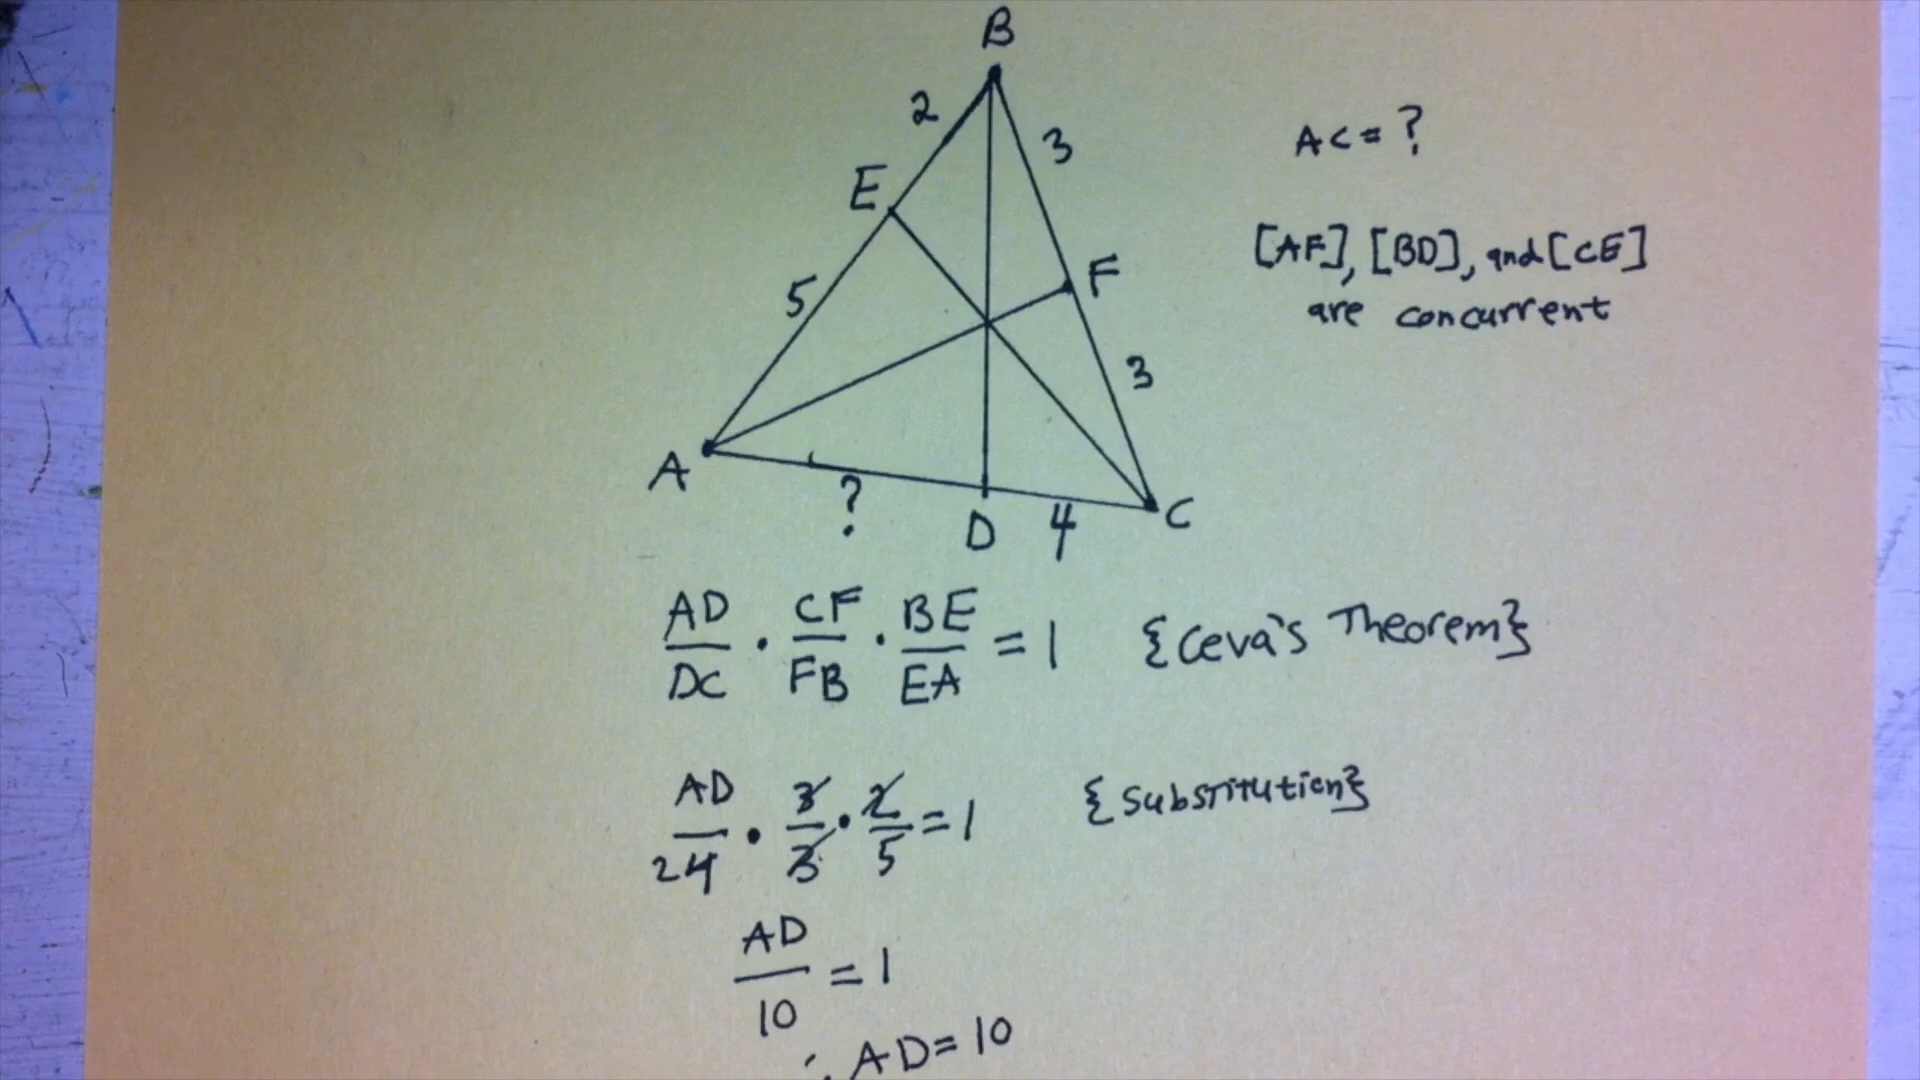 B
2
3
AC = ?
E
[AF], [BD], and [CE]
F
5
are concurrent
3
A
?
D
4
C
AD/DC · CF/FB · BE/EA = 1 {Ceva's Theorem}
AD/24 · 3/3 · 2/5 = 1 {Substitution}
AD/10 = 1
∴ AD = 10